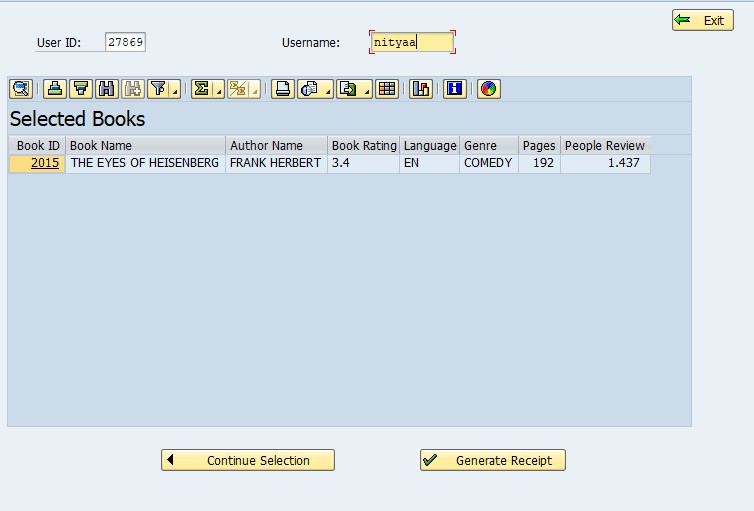 Exit
User ID: 27869 Username: nityaa
Selected Books
Book ID Book Name Author Name Book Rating Language Genre Pages People Review
2015 THE EYES OF HEISENBERG FRANK HERBERT 3.4 EN COMEDY 192 1.437
Continue Selection Generate Receipt